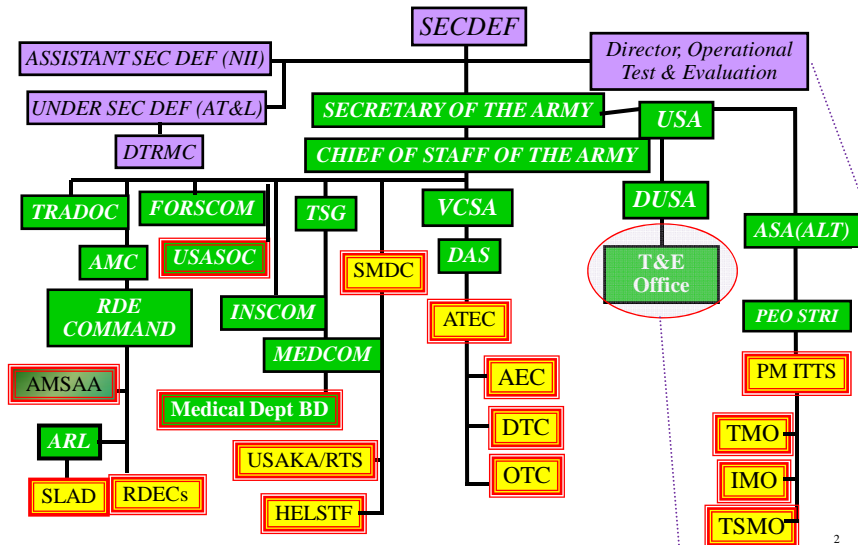 SECDEF
ASSISTANT SEC DEF (NII)
Director, Operational
Test & Evaluation
UNDER SEC DEF (AT&L)
SECRETARY OF THE ARMY
USA
DTRMC
CHIEF OF STAFF OF THE ARMY
TRADOC
FORSCOM
TSG
VCSA
DUSA
ASA(ALT)
AMC
USASOC
SMDC
DAS
T&E
Office
RDE
COMMAND
INSCOM
ATEC
PEO STRI
MEDCOM
AMSAA
AEC
PM ITTS
Medical Dept BD
ARL
DTC
TMO
USAKA/RTS
SLAD
RDECs
OTC
IMO
HELSTF
TSMO
2